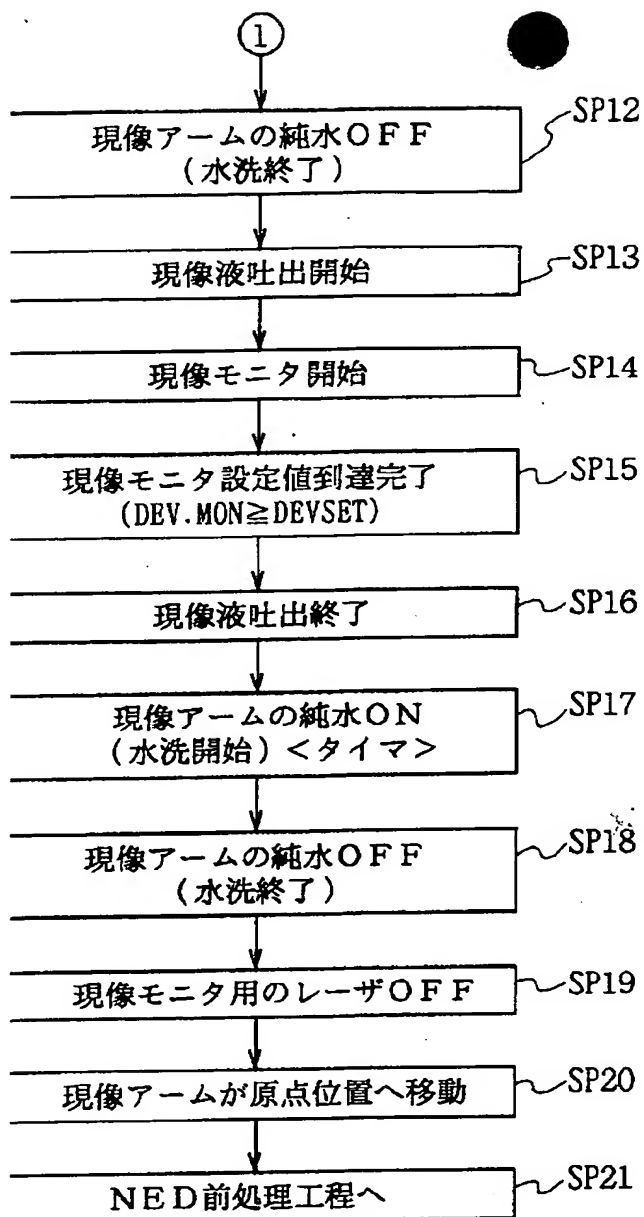 1
現像アームの純水OFF SP12
(水洗終了)
現像液吐出開始 SP13
現像モニタ開始 SP14
現像モニタ設定値到達完了 SP15
(DEV.MON≧DEVSET)
現像液吐出終了 SP16
現像アームの純水ON SP17
(水洗開始)<タイマ>
現像アームの純水OFF SP18
(水洗終了)
現像モニタ用のレーザOFF SP19
現像アームが原点位置へ移動 SP20
NED前処理工程へ SP21